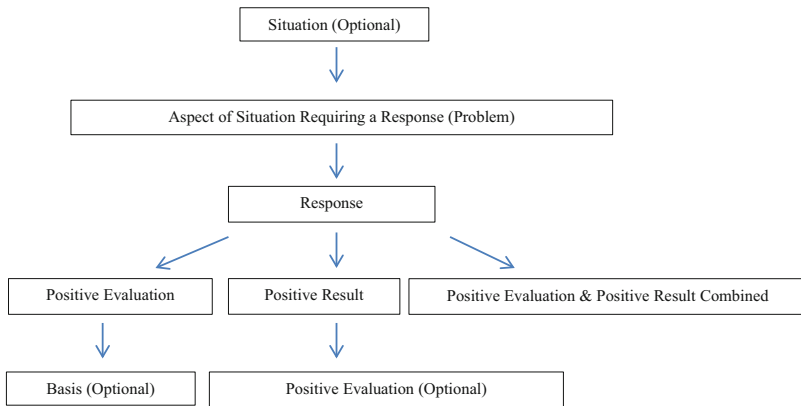 Situation (Optional)
Aspect of Situation Requiring a Response (Problem)
Response
Positive Evaluation
Positive Result
Positive Evaluation & Positive Result Combined
Basis (Optional)
Positive Evaluation (Optional)